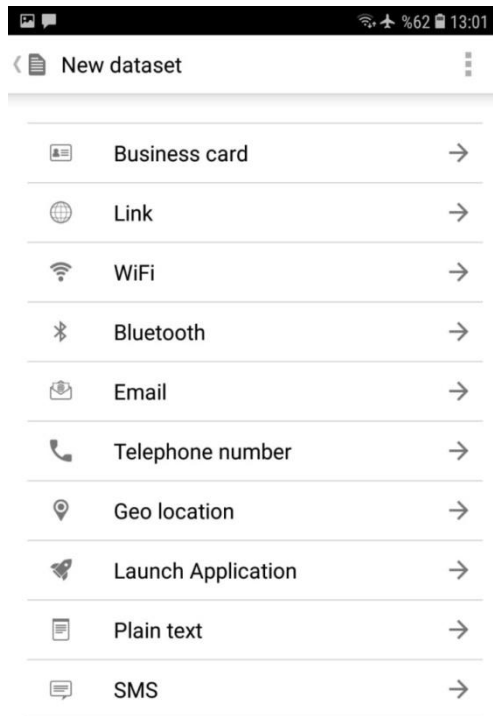 %62 13:01
New dataset
Business card
Link
WiFi
Bluetooth
Email
Telephone number
Geo location
Launch Application
Plain text
SMS